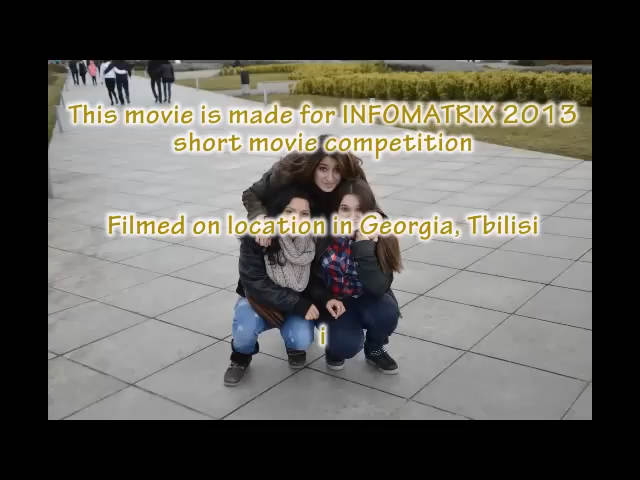 This movie is made for INFOMATRIX 2013
short movie competition
Filmed on location in Georgia, Tbilisi
i